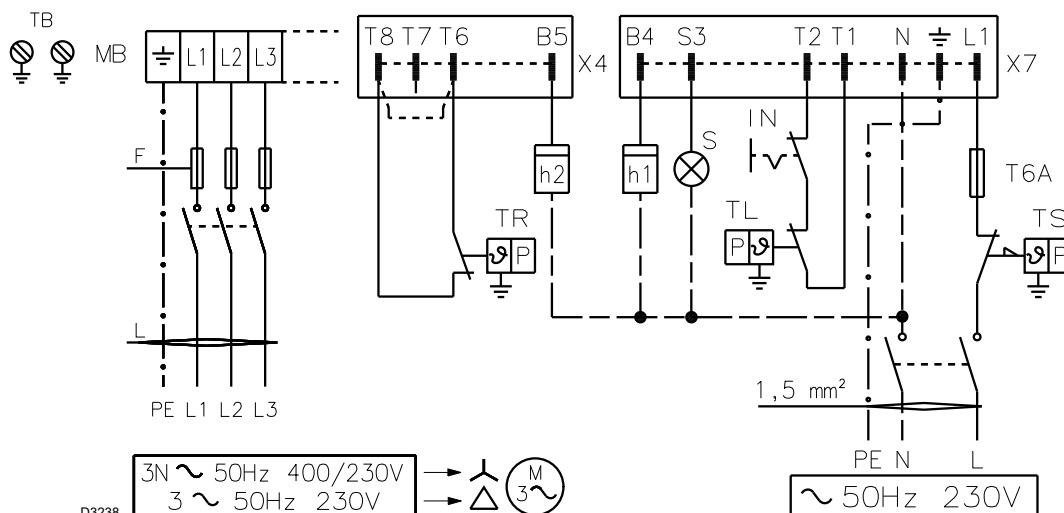 TB
MB
L1 L2 L3
T8 T7 T6 B5
X4
B4 S3 T2 T1 N L1
X7
IN
F
S
T6A
h2
h1
TR
TL
TS
P
P
P
L
1,5 mm²
PE L1 L2 L3
PE N L
3N ~ 50Hz 400/230V
3 ~ 50Hz 230V
M
3~
~ 50Hz 230V
D3238